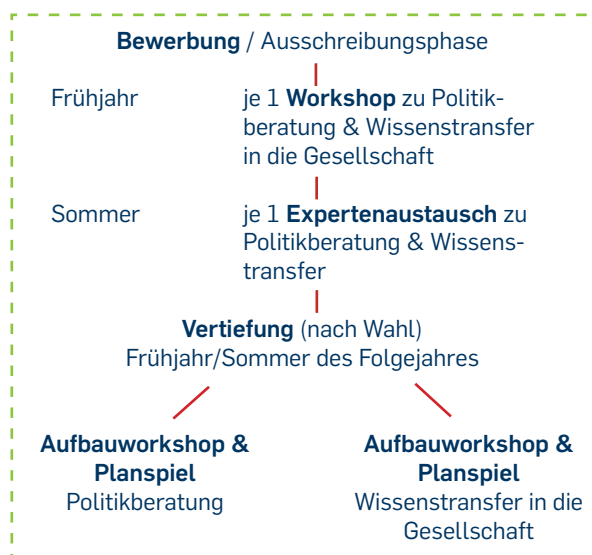 Bewerbung / Ausschreibungsphase
Frühjahr
je 1 Workshop zu Politik-
beratung & Wissenstransfer
in die Gesellschaft
Sommer
je 1 Expertenaustausch zu
Politikberatung & Wissens-
transfer
Vertiefung (nach Wahl)
Frühjahr/Sommer des Folgejahres
Aufbauworkshop &
Planspiel
Politikberatung
Aufbauworkshop &
Planspiel
Wissenstransfer in die
Gesellschaft